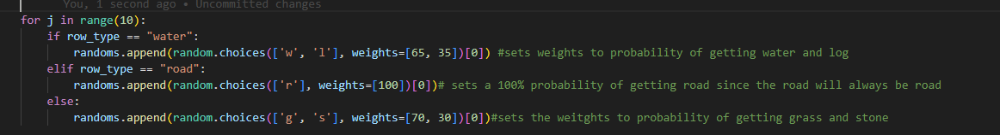 You, 1 second ago • Uncommitted changes
for j in range(10):
    if row_type == "water":
        randoms.append(random.choices(['w', 'l'], weights=[65, 35])[0]) #sets weights to probability of getting water and log
    elif row_type == "road":
        randoms.append(random.choices(['r'], weights=[100])[0])# sets a 100% probability of getting road since the road will always be road
    else:
        randoms.append(random.choices(['g', 's'], weights=[70, 30])[0])#sets the weitghts to probability of getting grass and stone